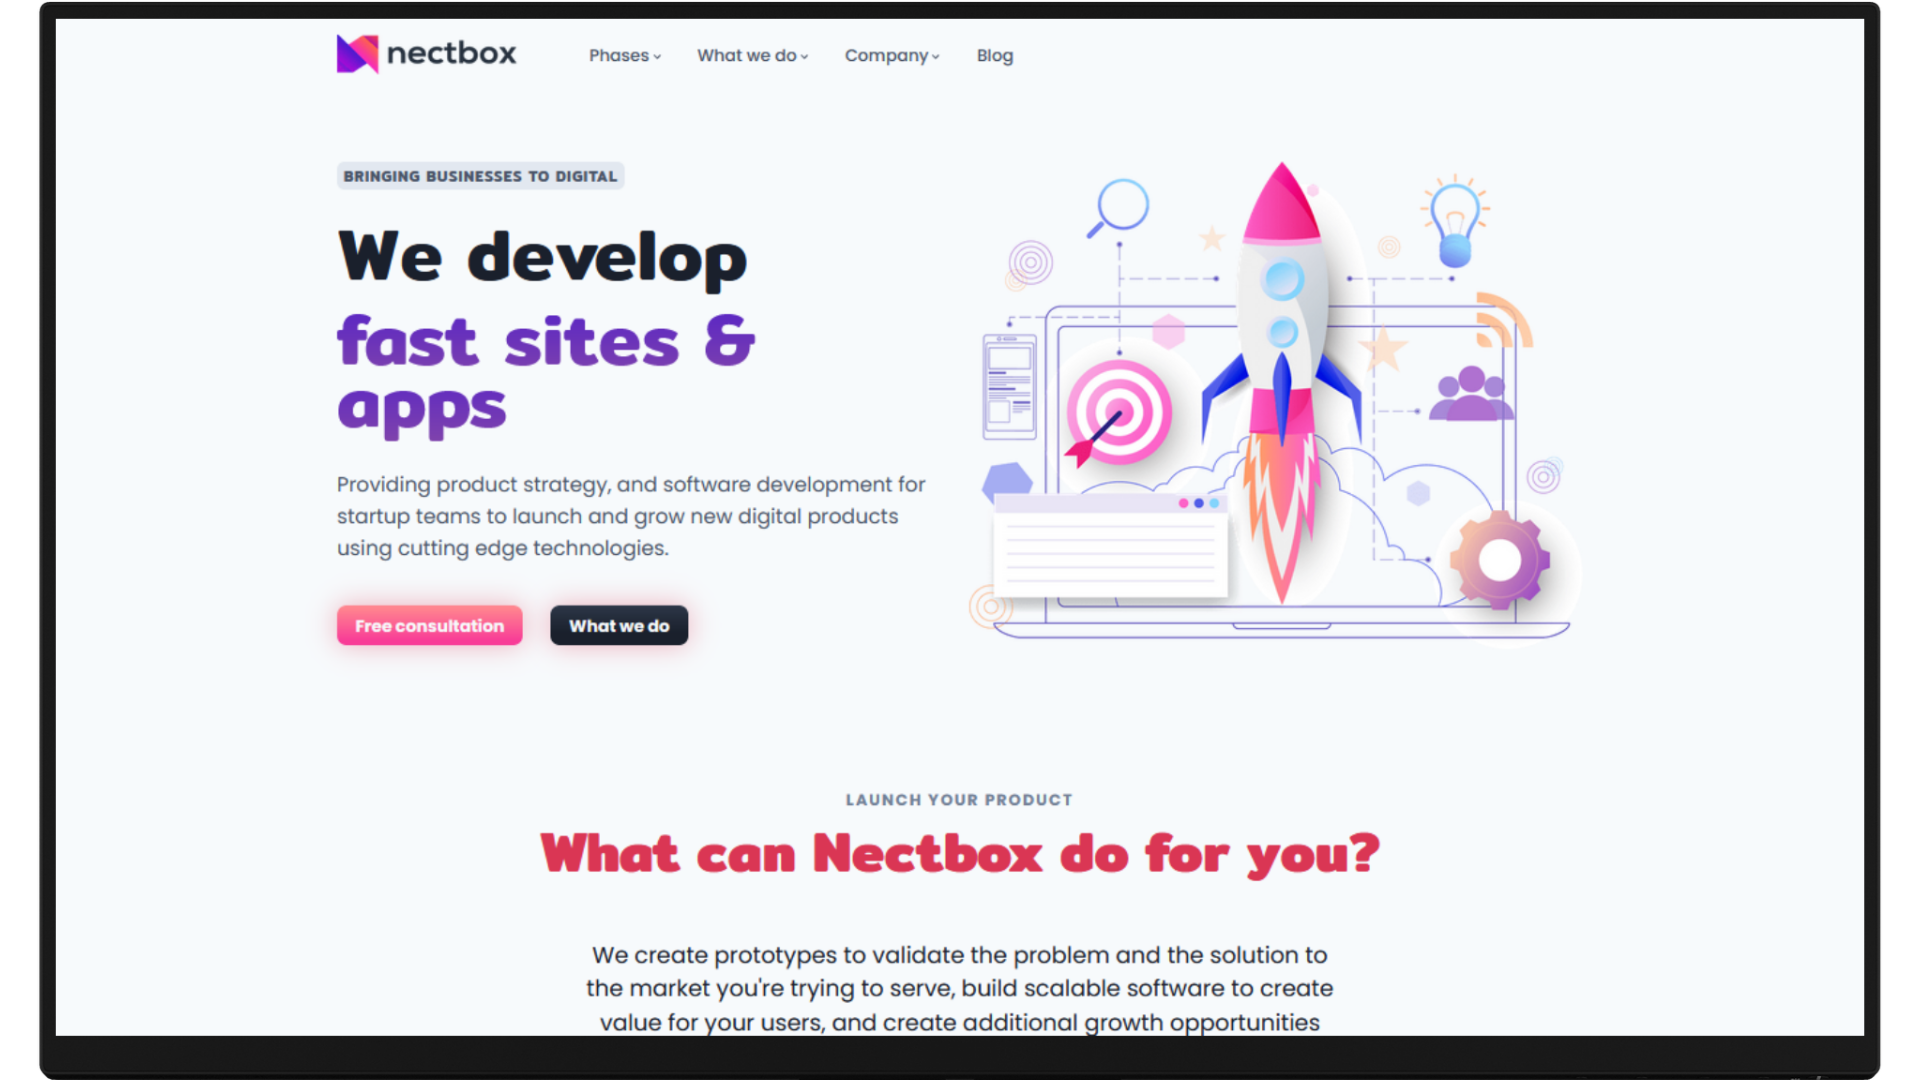 nectbox
Phases
What we do
Company
Blog
BRINGING BUSINESSES TO DIGITAL
We develop
fast sites &
apps
Providing product strategy, and software development for
startup teams to launch and grow new digital products
using cutting edge technologies.
Free consultation
What we do
LAUNCH YOUR PRODUCT
What can Nectbox do for you?
We create prototypes to validate the problem and the solution to
the market you're trying to serve, build scalable software to create
value for your users, and create additional growth opportunities